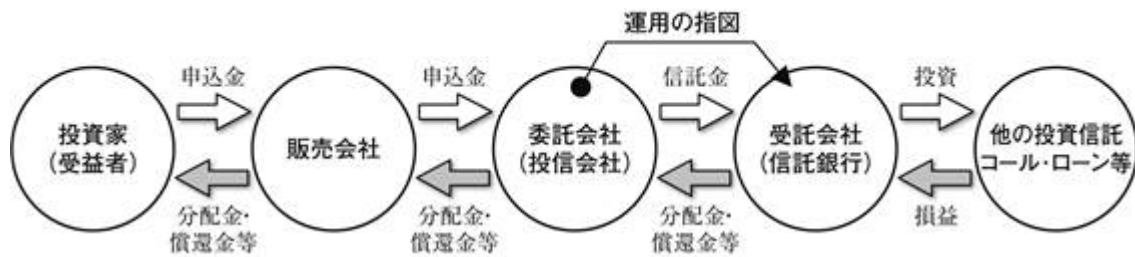 運用の指図
申込金
申込金
信託金
投資
投資家
(受益者)
販売会社
委託会社
(投信会社)
受託会社
(信託銀行)
他の投資信託
コール・ローン等
分配金・
償還金等
分配金・
償還金等
分配金・
償還金等
損益